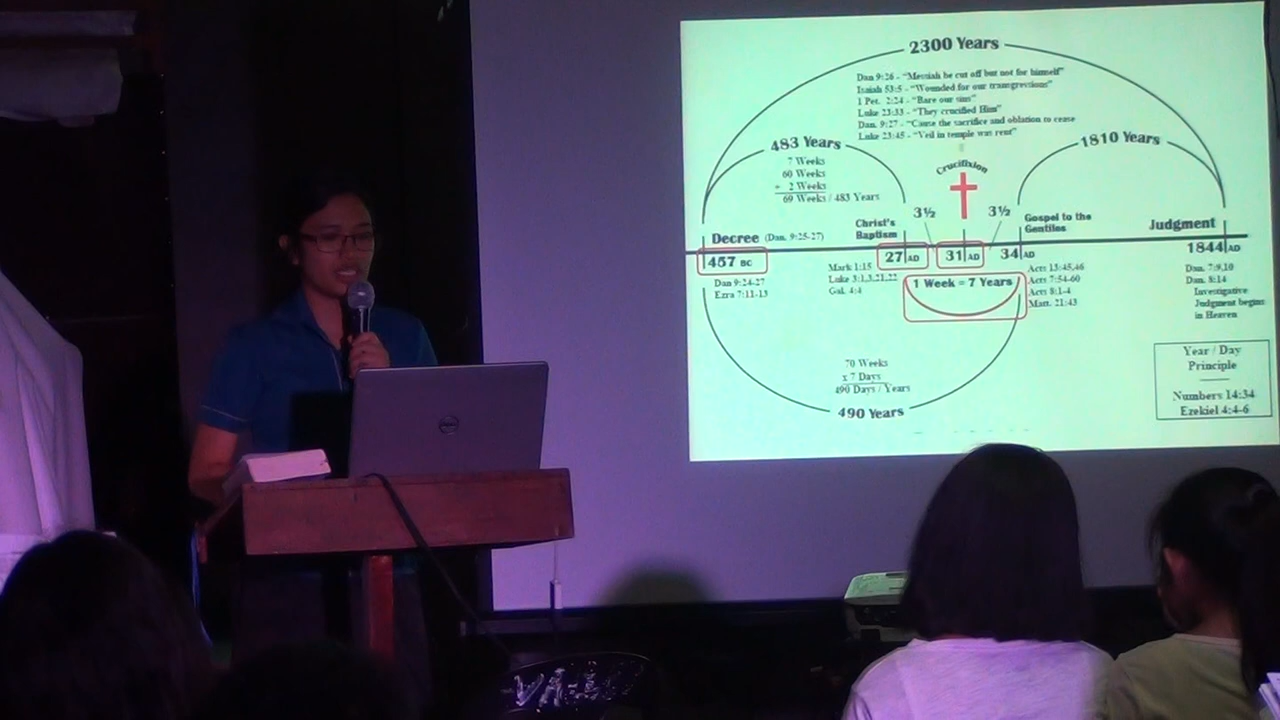 2300 Years
Dan 9:26 - "Messiah be cut off but not for himself"
Isaiah 53:5 - "Wounded for our transgressions"
1 Pet. 2:24 - "Bare our sins"
Luke 23:33 - "They crucified Him"
Dan. 9:27 - "Cause the sacrifice and oblation to cease
Luke 23:45 - "Veil in temple was rent"
483 Years
7 Weeks
60 Weeks
+ 2 Weeks
69 Weeks / 483 Years
1810 Years
Crucifixion
3½
3½
Decree (Dan. 9:25-27)
Christ's
Baptism
Gospel to the
Gentiles
Judgment
457 BC
27 AD
31 AD
34 AD
1844 AD
Dan 9:24-27
Ezra 7:11-13
Mark 1:15
Luke 3:1,3,21,22
Gal. 4:4
1 Week = 7 Years
Acts 13:45,46
Acts 7:54-60
Acts 8:1-4
Matt. 21:43
Dan. 7:9,10
Dan. 8:14
Investigative
Judgment begins
in Heaven
70 Weeks
x 7 Days
490 Days / Years
490 Years
Year / Day
Principle
Numbers 14:34
Ezekiel 4:4-6
DELL